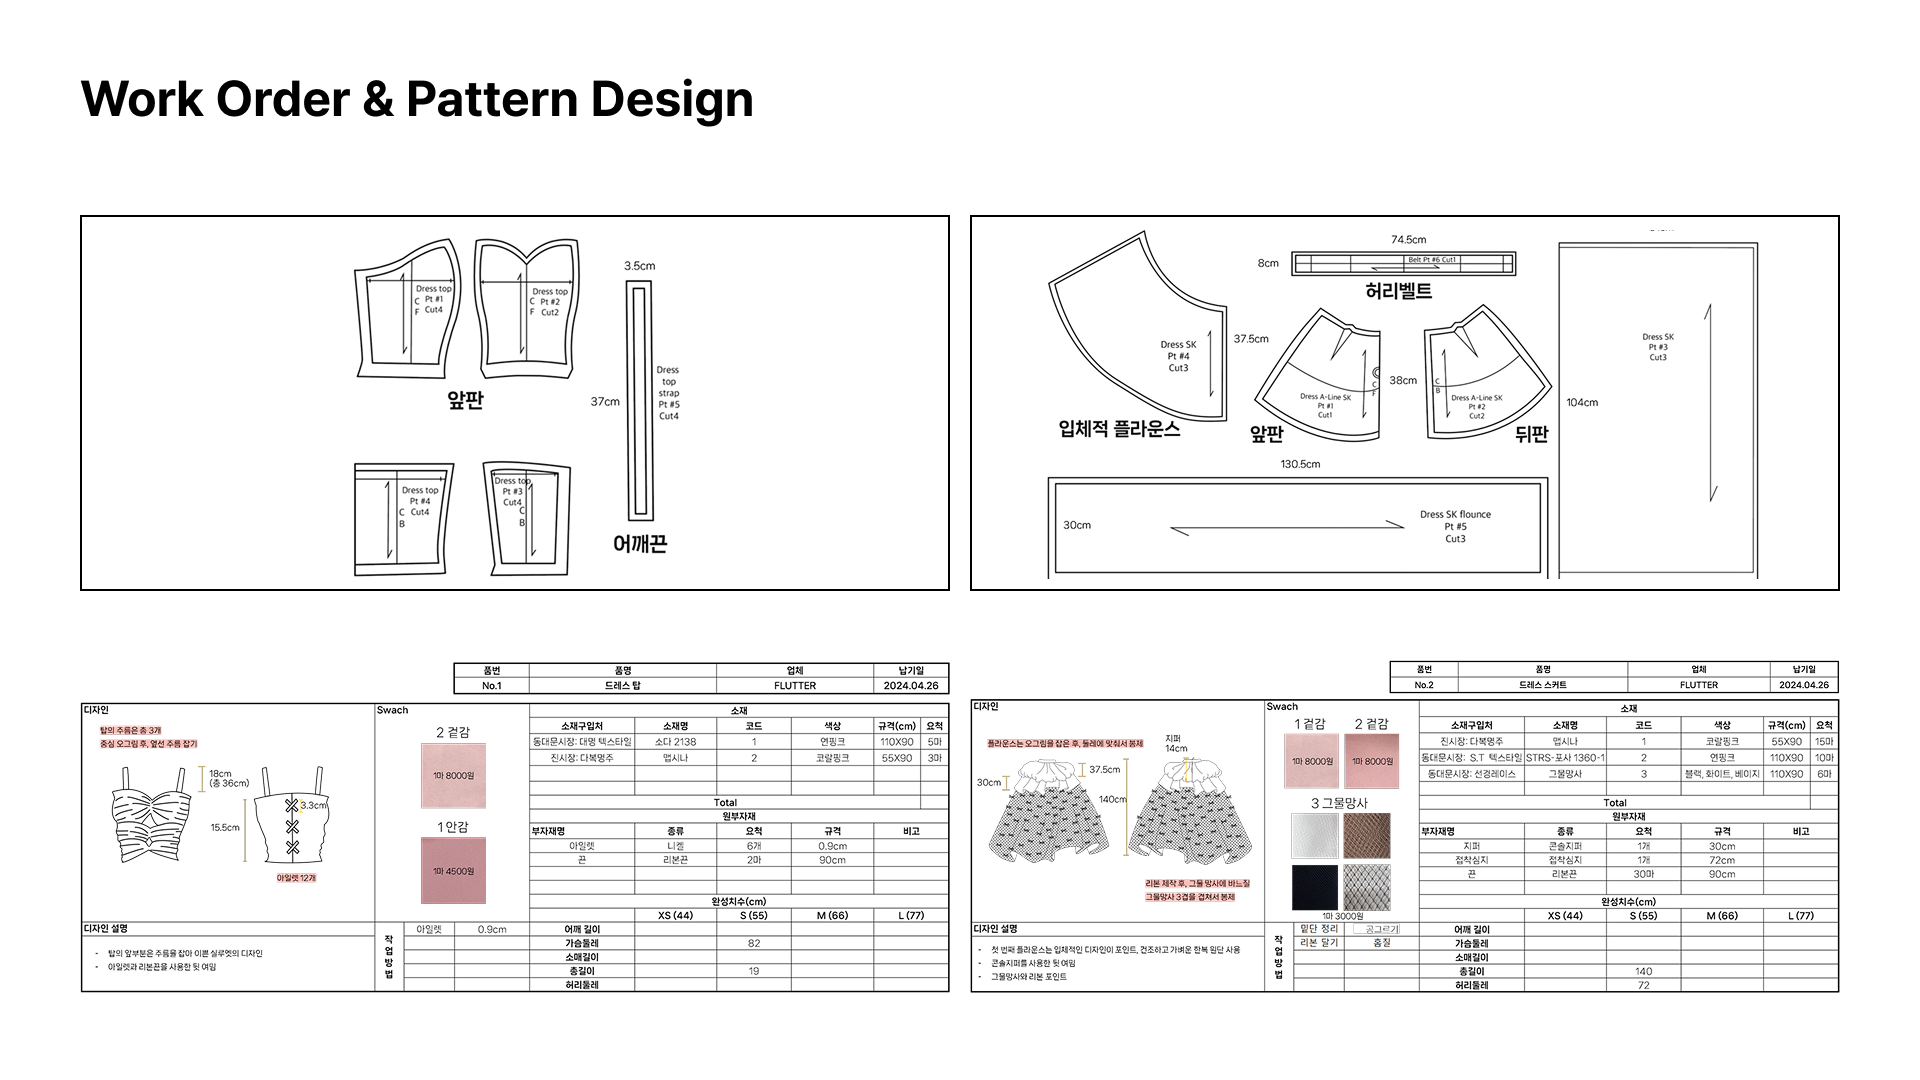 Work Order & Pattern Design
Dress top
Pt #1
Cut4
C
F
Dress top
Pt #2
Cut2
C
F
앞판
Dress top
Pt #4
Cut4
C
B
Dress top
Pt #3
Cut4
C
B
3.5cm
37cm
Dress
top
strap
Pt #5
Cut4
어깨끈
74.5cm
8cm
Belt Pt #6 Cut1
허리벨트
Dress SK
Pt #4
Cut3
입체적 플라운스
37.5cm
Dress A-Line SK
Pt #1
Cut1
C
F
앞판
38cm
C
B
Dress A-Line SK
Pt #2
Cut2
뒤판
Dress SK
Pt #3
Cut3
104cm
130.5cm
30cm
Dress SK flounce
Pt #5
Cut3
품번 품명 업체 납기일
No.1 드레스 탑 FLUTTER 2024.04.26
디자인
탑의 주름은 총 3개
중심 오그림 후, 옆선 주름 잡기
18cm
(총 36cm)
15.5cm
3.3cm
아일렛 12개
Swach
2 겉감
1마 8000원
1 안감
1마 4500원
소재
소재구입처 소재명 코드 색상 규격(cm) 요척
동대문시장: 대명 텍스타일 소다 2138 1 연핑크 110X90 5마
진시장: 다복명주 맵시나 2 코랄핑크 55X90 3마
Total
원부자재
부자재명 종류 요척 규격 비고
아일렛 니켈 6개 0.9cm
끈 리본끈 2마 90cm
완성치수(cm)
XS (44) S (55) M (66) L (77)
디자인 설명
- 탑의 앞부분은 주름을 잡아 이쁜 실루엣의 디자인
- 아일렛과 리본끈을 사용한 뒷 여밈
작업방법
아일렛 0.9cm
어깨 길이
가슴둘레 82
소매길이
총길이 19
허리둘레
품번 품명 업체 납기일
No.2 드레스 스커트 FLUTTER 2024.04.26
디자인
플라운스는 오그림을 잡은 후, 둘레에 맞춰서 봉제
지퍼
14cm
30cm
37.5cm
140cm
리본 제작 후, 그물 망사에 바느질
그물망사 3겹을 겹쳐서 봉제
Swach
1 겉감 2 겉감
1마 8000원 1마 8000원
3 그물망사
1마 3000원
소재
소재구입처 소재명 코드 색상 규격(cm) 요척
진시장: 다복명주 맵시나 1 코랄핑크 55X90 15마
동대문시장: S.T 텍스타일 STRS-포사 1360-1 2 연핑크 110X90 10마
동대문시장: 선경레이스 그물망사 3 블랙, 화이트, 베이지 110X90 6마
Total
원부자재
부자재명 종류 요척 규격 비고
지퍼 콘솔지퍼 1개 30cm
접착심지 접착심지 1개 72cm
끈 리본끈 30마 90cm
완성치수(cm)
XS (44) S (55) M (66) L (77)
디자인 설명
- 첫 번째 플라운스는 입체적인 디자인이 포인트, 건조하고 가벼운 한복 원단 사용
- 콘솔지퍼를 사용한 뒷 여밈
- 그물망사와 리본 포인트
작업방법
밑단 정리 공그르기
리본 달기 홈질
어깨 길이
가슴둘레
소매길이
총길이 140
허리둘레 72